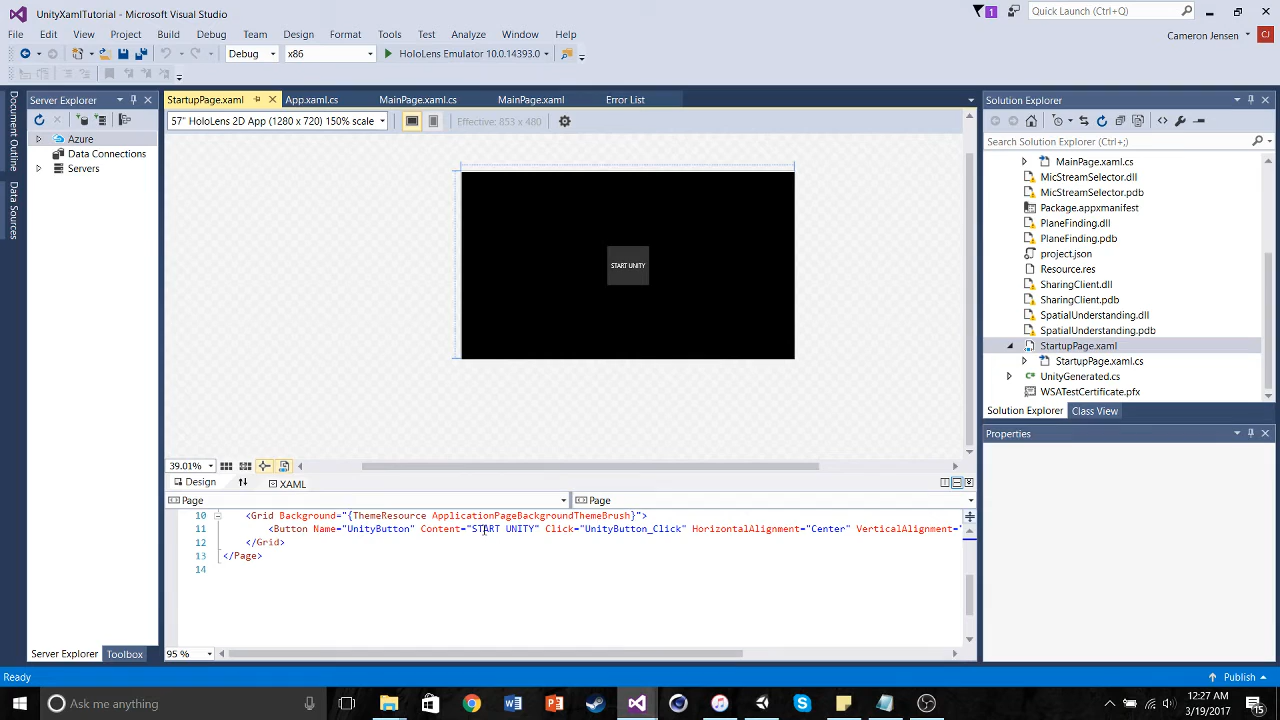 UnityXamlTutorial - Microsoft Visual Studio
1
Quick Launch (Ctrl+;)
File Edit View Project Build Debug Team Design Format Tools Test Analyze Window Help
Cameron Jensen CJ
Debug x86 HoloLens Emulator 10.0.14393.0
Document Outline
Data Sources
Server Explorer
Azure
Data Connections
Servers
Server Explorer Toolbox
StartupPage.xaml App.xaml.cs MainPage.xaml.cs MainPage.xaml Error List
57" HoloLens 2D App (1280 x 720) 150% scale Effective: 853 x 480
START UNITY
39.01%
Design XAML
Page Page
10 <Grid Background="{ThemeResource ApplicationPageBackgroundThemeBrush}">
11 <Button Name="UnityButton" Content="START UNITY" Click="UnityButton_Click" HorizontalAlignment="Center" VerticalAlignment="
12 </Grid>
13 </Page>
14
95 %
Solution Explorer
Search Solution Explorer (Ctrl+;)
MainPage.xaml.cs
MicStreamSelector.dll
MicStreamSelector.pdb
Package.appxmanifest
PlaneFinding.dll
PlaneFinding.pdb
project.json
Resource.res
SharingClient.dll
SharingClient.pdb
SpatialUnderstanding.dll
SpatialUnderstanding.pdb
StartupPage.xaml
StartupPage.xaml.cs
UnityGenerated.cs
WSATestCertificate.pfx
Solution Explorer Class View
Properties
Ready
Publish
Ask me anything
12:27 AM
3/19/2017
15